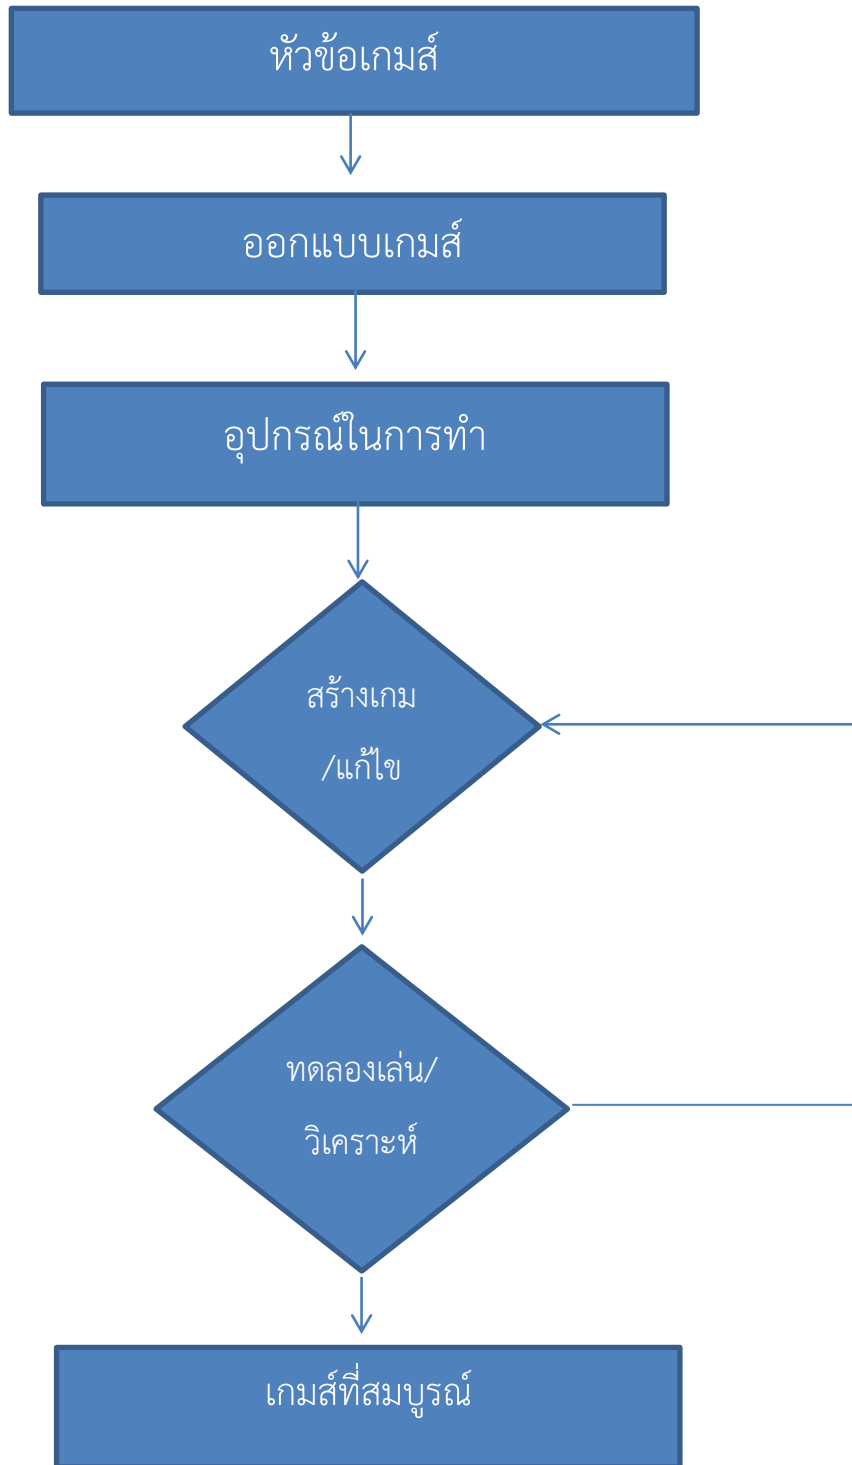 หัวข้อเกมส์
ออกแบบเกมส์
อุปกรณ์ในการทำ
สร้างเกม
/แก้ไข
ทดลองเล่น/
วิเคราะห์
เกมส์ที่สมบูรณ์